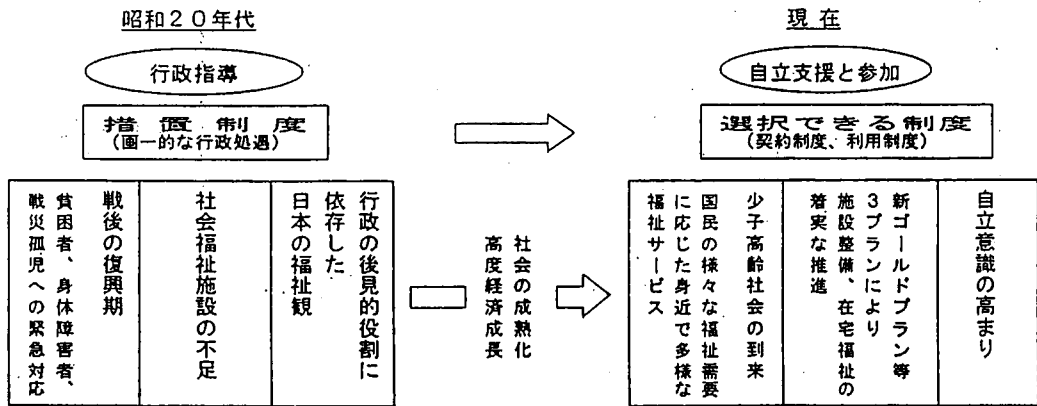 昭和２０年代
行政指導
措置制度
(画一的な行政処遇)
行政の後見的役割に
依存した
日本の福祉観
社会福祉施設の不足
戦後の復興期
貧困者、身体障害者、
戦災孤児への緊急対応
社会の成熟化
高度経済成長
現在
自立支援と参加
選択できる制度
(契約制度、利用制度)
自立意識の高まり
新ゴールドプラン等
３プランにより
施設整備、在宅福祉の
着実な推進
少子高齢社会の到来
国民の様々な福祉需要
に応じた身近で多様な
福祉サービス